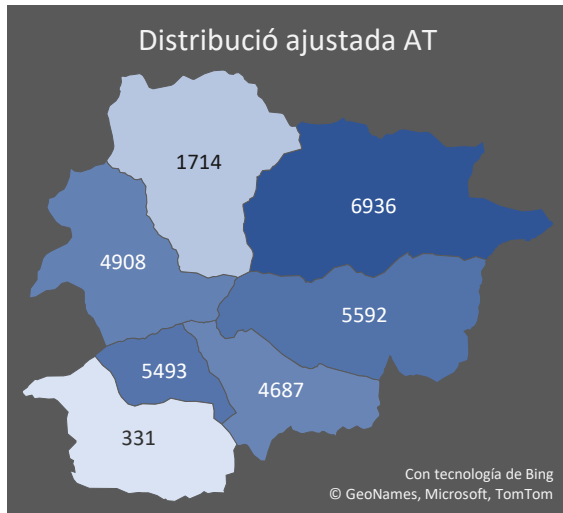 Distribució ajustada AT
1714
6936
4908
5592
5493
4687
331
Con tecnología de Bing
© GeoNames, Microsoft, TomTom